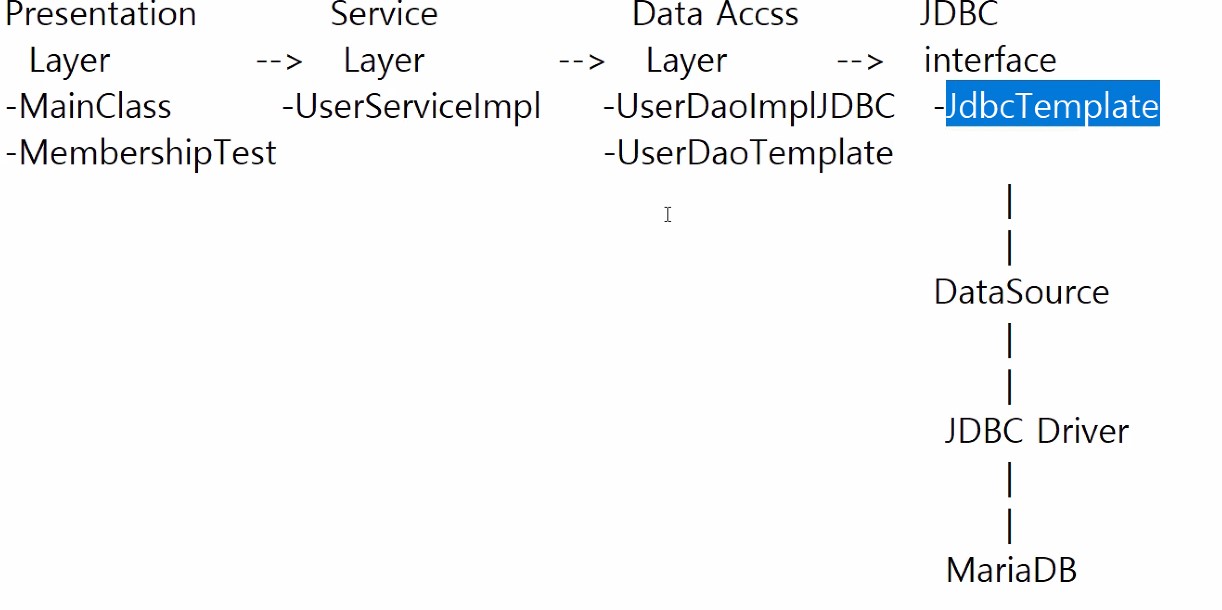 Presentation Service Data Accss JDBC
Layer --> Layer --> Layer --> interface
-MainClass -UserServiceImpl -UserDaoImplJDBC -JdbcTemplate
-MembershipTest -UserDaoTemplate
|
|
DataSource
|
|
JDBC Driver
|
|
MariaDB